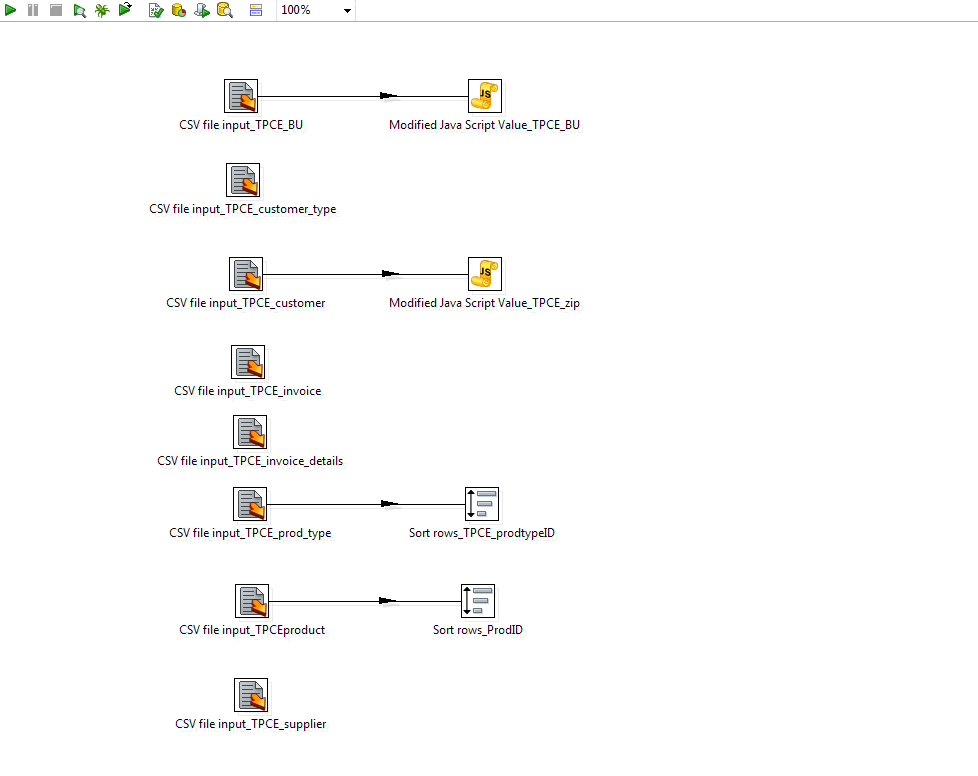 100%
CSV file input_TPCE_BU
Modified Java Script Value_TPCE_BU
CSV file input_TPCE_customer_type
CSV file input_TPCE_customer
Modified Java Script Value_TPCE_zip
CSV file input_TPCE_invoice
CSV file input_TPCE_invoice_details
CSV file input_TPCE_prod_type
Sort rows_TPCE_prodtypeID
CSV file input_TPCEproduct
Sort rows_ProdID
CSV file input_TPCE_supplier